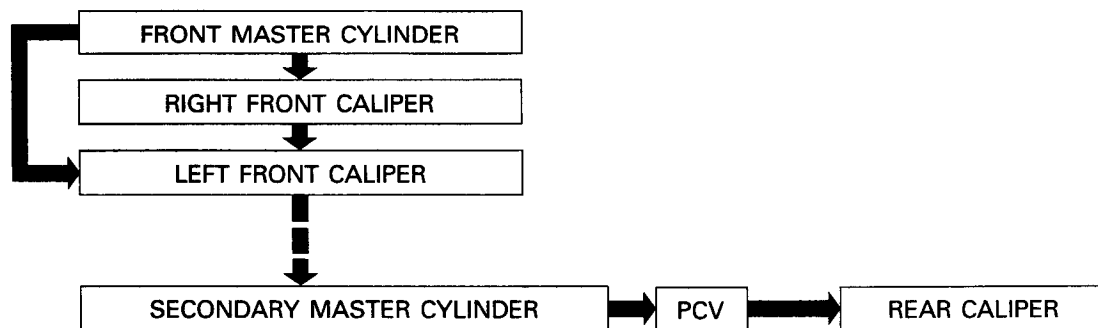 FRONT MASTER CYLINDER
RIGHT FRONT CALIPER
LEFT FRONT CALIPER
SECONDARY MASTER CYLINDER
PCV
REAR CALIPER